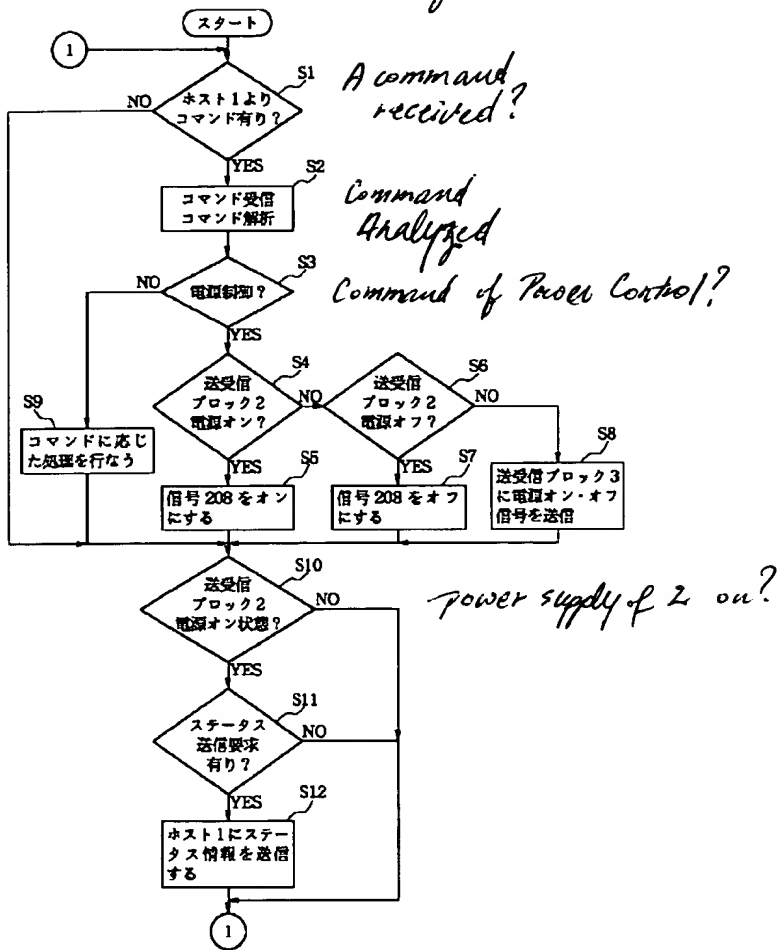 スタート
1
S1
ホスト1より
コマンド有り?
NO
YES
A command
received?
S2
コマンド受信
コマンド解析
Command
Analyzed
S3
電源制御?
NO
YES
Command of Power Control?
S4
送受信
ブロック2
電源オン?
NO
YES
S6
送受信
ブロック2
電源オフ?
NO
YES
S9
コマンドに応じ
た処理を行なう
S5
信号208をオン
にする
S7
信号208をオフ
にする
S8
送受信ブロック3
に電源オン・オフ
信号を送信
S10
送受信
ブロック2
電源オン状態?
NO
YES
power supply of 2 on?
S11
ステータス
送信要求
有り?
NO
YES
S12
ホスト1にステー
タス情報を送信
する
1